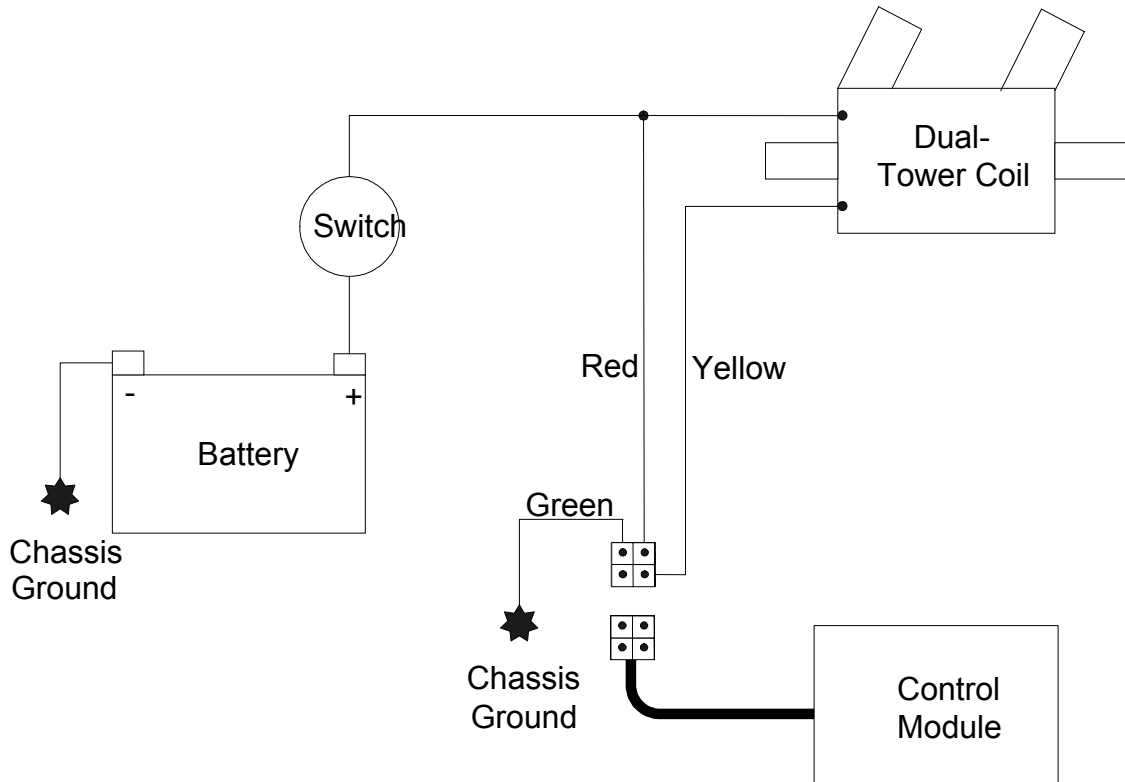 Dual-
Tower Coil
Switch
Red
Yellow
- +
Battery
Green
Chassis
Ground
Chassis
Ground
Control
Module